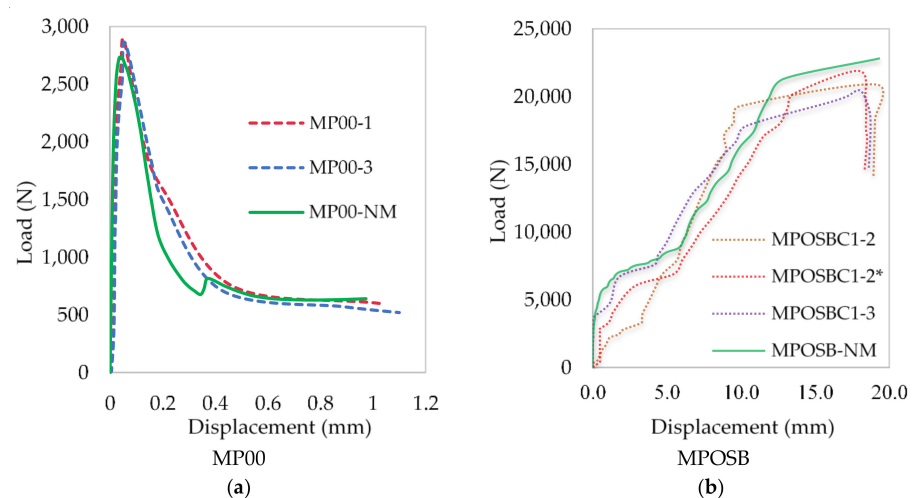 3,000
2,500
2,000
1,500
1,000
500
0
Load (N)
MP00-1
MP00-3
MP00-NM
0 0.2 0.4 0.6 0.8 1 1.2
Displacement (mm)
MP00
(a)
25,000
20,000
15,000
10,000
5,000
0
Load (N)
MPOSBC1-2
MPOSBC1-2*
MPOSBC1-3
MPOSB-NM
0.0 5.0 10.0 15.0 20.0
Displacement (mm)
MPOSB
(b)